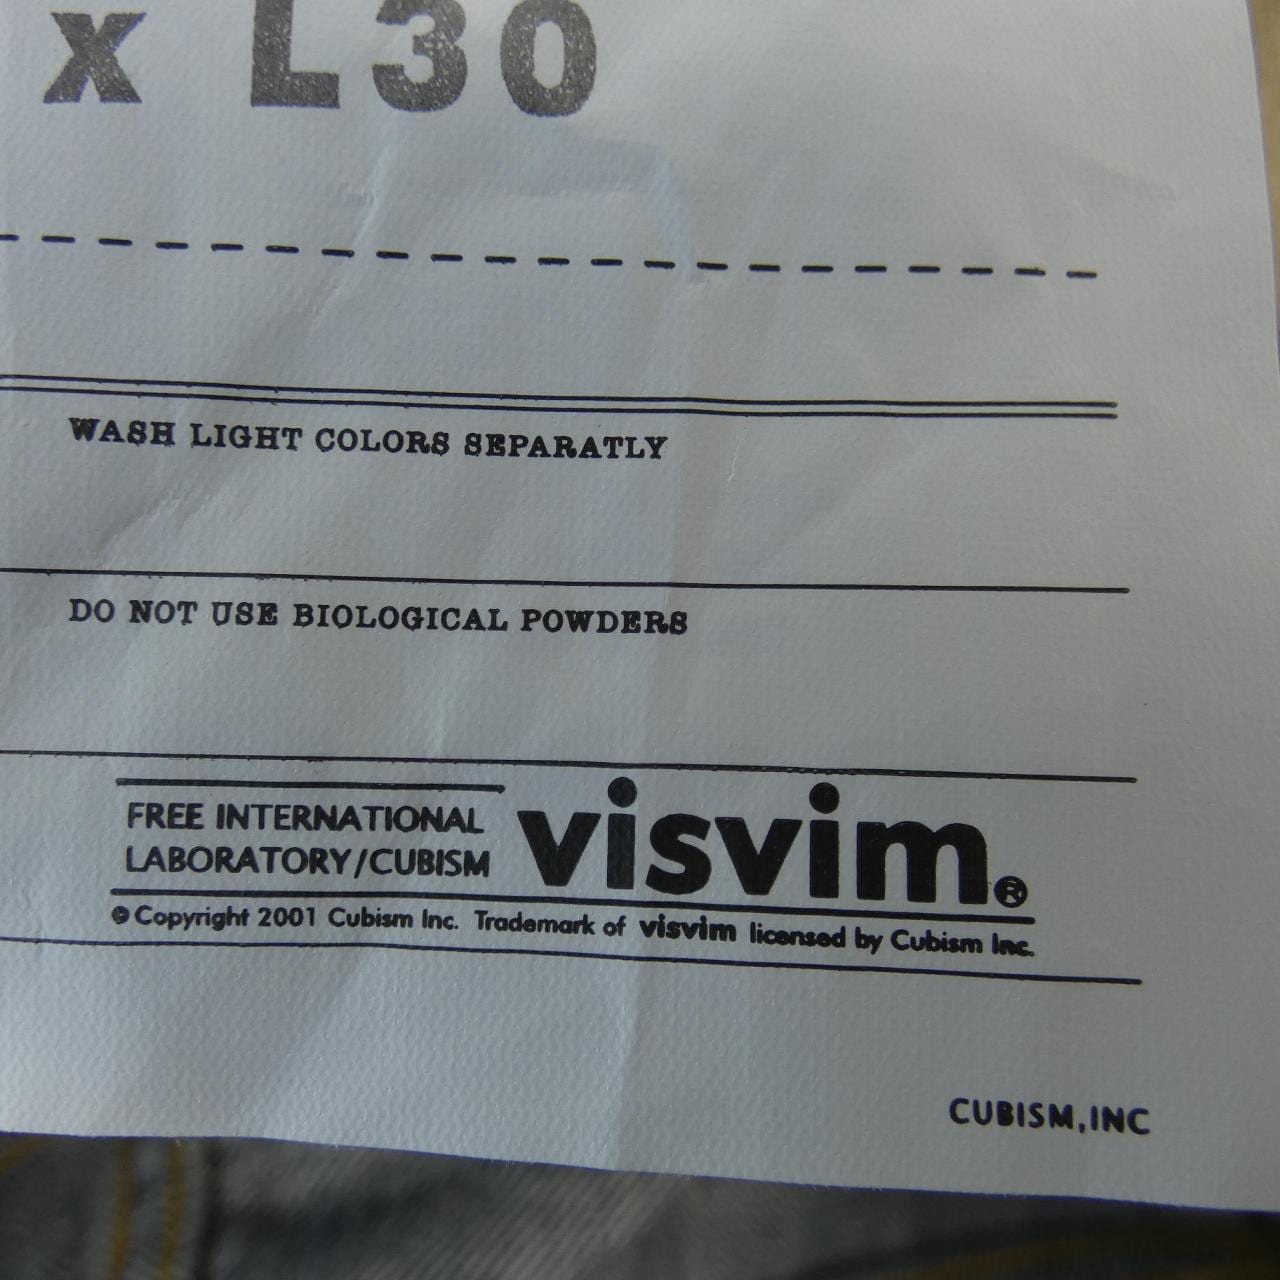 x L30
WASH LIGHT COLORS SEPARATLY
DO NOT USE BIOLOGICAL POWDERS
FREE INTERNATIONAL
LABORATORY/CUBISM
visvim®
©Copyright 2001 Cubism Inc. Trademark of visvim licensed by Cubism Inc.
CUBISM,INC